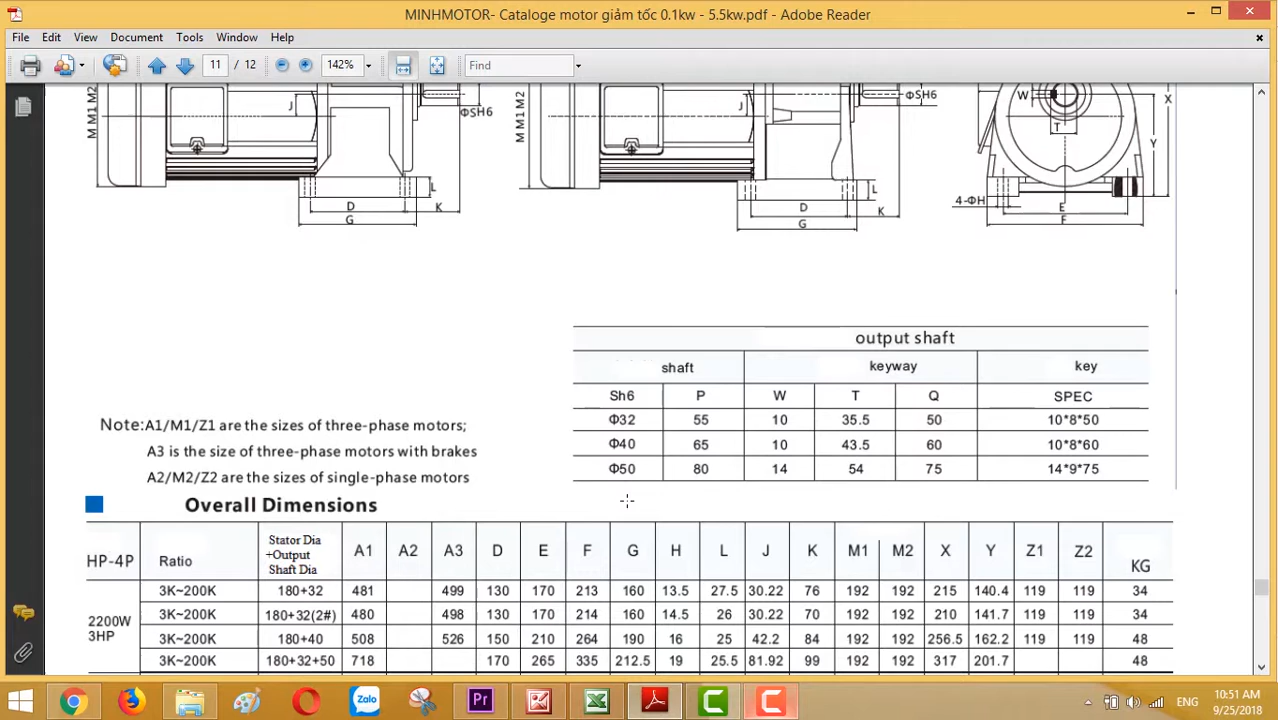 MINHMOTOR- Cataloge motor giảm tốc 0.1kw - 5.5kw.pdf - Adobe Reader
File Edit View Document Tools Window Help
11 / 12 142% Find
M M1 M2 J ΦSH6 K L D G
M M1 M2 J ΦSH6 K L D G
W T X Y 4-ΦH E F
output shaft
shaft keyway key
Sh6 P W T Q SPEC
Φ32 55 10 35.5 50 10*8*50
Φ40 65 10 43.5 60 10*8*60
Φ50 80 14 54 75 14*9*75
Note:A1/M1/Z1 are the sizes of three-phase motors;
A3 is the size of three-phase motors with brakes
A2/M2/Z2 are the sizes of single-phase motors
Overall Dimensions
HP-4P Ratio Stator Dia +Output Shaft Dia A1 A2 A3 D E F G H L J K M1 M2 X Y Z1 Z2 KG
2200W 3HP
3K~200K 180+32 481 499 130 170 213 160 13.5 27.5 30.22 76 192 192 215 140.4 119 119 34
3K~200K 180+32(2#) 480 498 130 170 214 160 14.5 26 30.22 70 192 192 210 141.7 119 119 34
3K~200K 180+40 508 526 150 210 264 190 16 25 42.2 84 192 192 256.5 162.2 119 119 48
3K~200K 180+32+50 718 170 265 335 212.5 19 25.5 81.92 99 192 192 317 201.7 48
Zalo Pr ENG 10:51 AM
9/25/2018